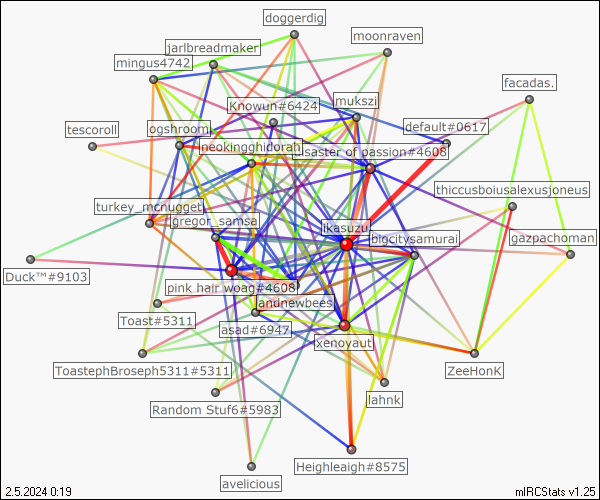 doggerdig
moonraven
jarlbreadmaker
mingus4742
facadas.
Knowun#6424
mukszi
default#0617
tescoroll
ogshroom
neokingghidorah
disaster of passion#4608
thiccusboiusalexusjoneus
turkey_mcnugget
gregor_samsa
ikasuzu
bigcitysamurai
gazpachoman
Duck™#9103
pink hair woag#4608
andnewbees
Toast#5311
asad#6947
xenoyaut
ToastephBroseph5311#5311
ZeeHonK
Random Stuf6#5983
lahnk
Heighleaigh#8575
avelicious
2.5.2024 0:19
mIRCStats v1.25